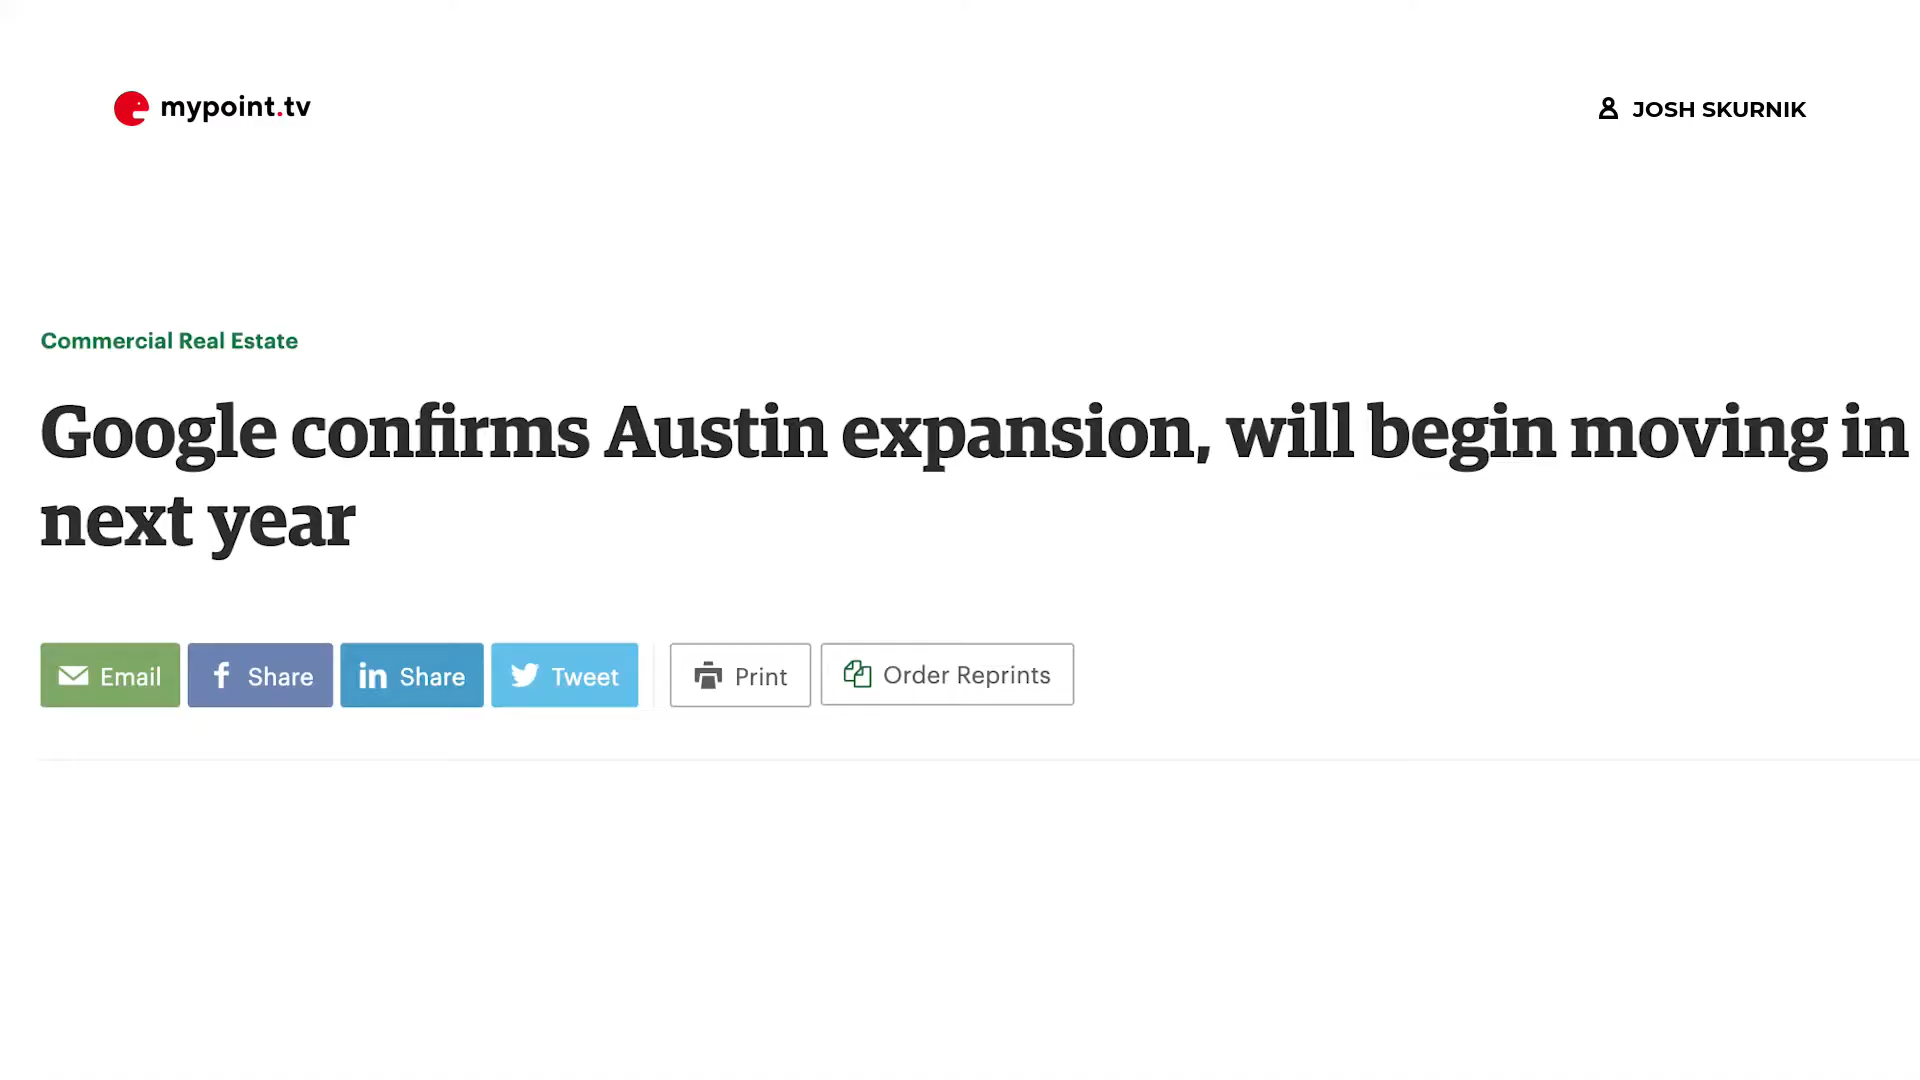 mypoint.tv
JOSH SKURNIK
Commercial Real Estate
Google confirms Austin expansion, will begin moving in
next year
Email
Share
Share
Tweet
Print
Order Reprints